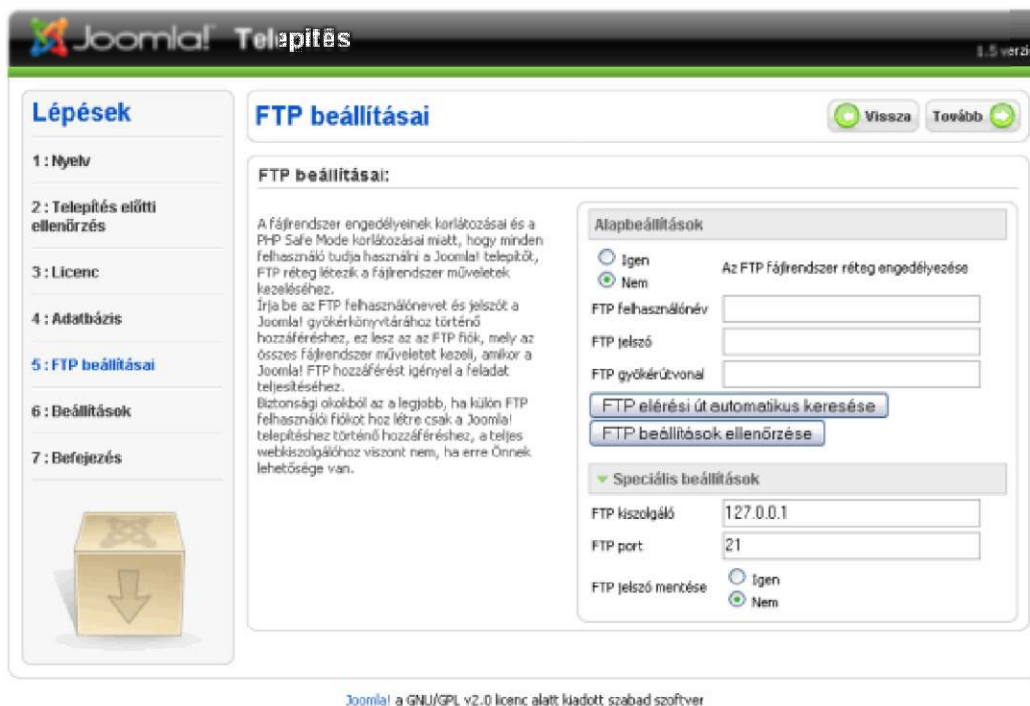 Joomla! Telepítés
1.5 verzi
Lépések
1 : Nyelv
2 : Telepítés előtti
ellenőrzés
3 : Licenc
4 : Adatbázis
5 : FTP beállításai
6 : Beállítások
7 : Befejezés
FTP beállításai
Vissza
Tovább
FTP beállításai:
A fájlrendszer engedélyeinek korlátozásai és a
PHP Safe Mode korlátozásai miatt, hogy minden
felhasználó tudja használni a Joomla! telepítőt,
FTP réteg létezik a fájlrendszer műveletek
kezeléséhez.
Írja be az FTP felhasználónevet és jelszót a
Joomla! gyökérkönyvtárához történő
hozzáféréshez, ez lesz az az FTP fiók, mely az
összes fájlrendszer műveletet kezeli, amikor a
Joomla! FTP hozzáférést igényel a feladat
teljesítéséhez.
Biztonsági okokból az a legjobb, ha külön FTP
felhasználói fiókot hoz létre csak a Joomla!
telepítéshez történő hozzáféréshez, a teljes
webkiszolgálóhoz viszont nem, ha erre Önnek
lehetősége van.
Alapbeállítások
Igen
Nem
Az FTP fájlrendszer réteg engedélyezése
FTP felhasználónév
FTP jelszó
FTP gyökérútvonal
FTP elérési út automatikus keresése
FTP beállítások ellenőrzése
Speciális beállítások
FTP kiszolgáló 127.0.0.1
FTP port 21
FTP jelszó mentése
Igen
Nem
Joomla! a GNU/GPL v2.0 licenc alatt kiadott szabad szoftver